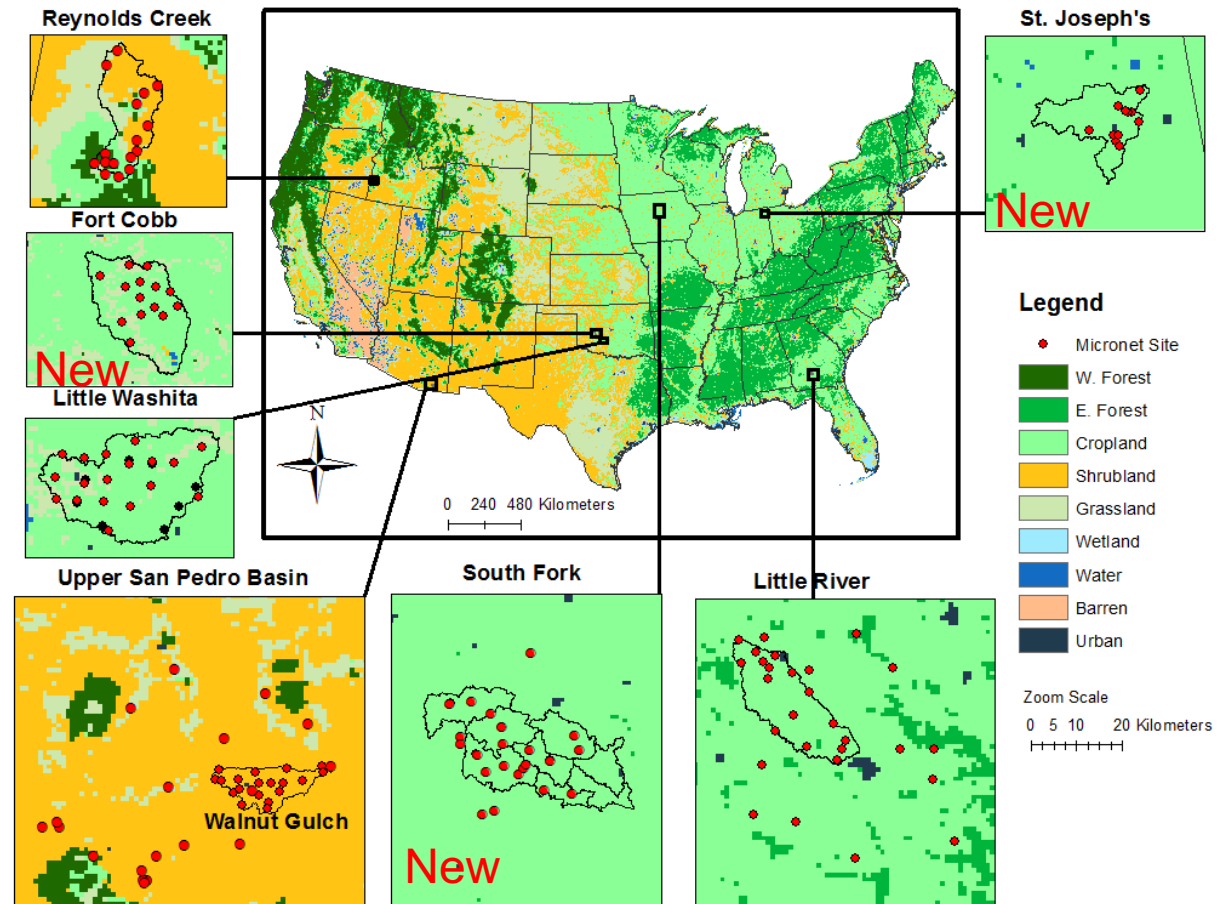 Reynolds Creek
St. Joseph's
New
Fort Cobb
New
Little Washita
N
0 240 480 Kilometers
Legend
Micronet Site
W. Forest
E. Forest
Cropland
Shrubland
Grassland
Wetland
Water
Barren
Urban
Zoom Scale
0 5 10 20 Kilometers
Upper San Pedro Basin
Walnut Gulch
South Fork
New
Little River